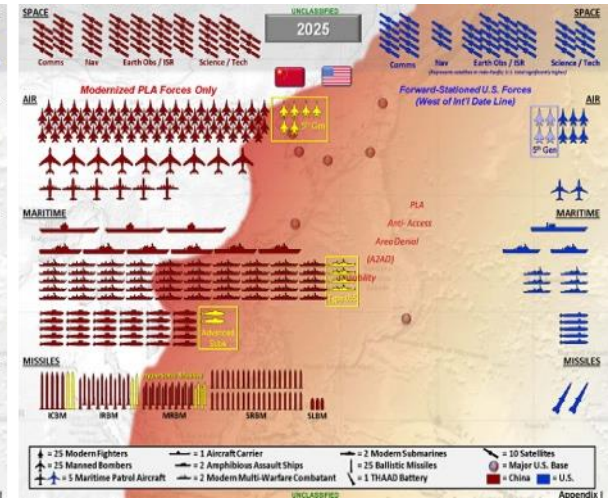 UNCLASSIFIED
SPACE
2025
SPACE
Comms
Nav
Earth Obs / ISR
Science / Tech
Comms
Nav
Earth Obs / ISR
Science / Tech
Modernized PLA Forces Only
Forward-Stationed U.S. Forces
(West of Int'l Date Line)
AIR
AIR
5th Gen
5th Gen
PLA
Anti- Access
Area Denial
(A2AD)
MARITIME
MARITIME
Advanced
Subs
MISSILES
MISSILES
ICBM
IRBM
MRBM
SRBM
SLBM
= 25 Modern Fighters
= 1 Aircraft Carrier
= 2 Modern Submarines
= 10 Satellites
= 25 Manned Bombers
= 2 Amphibious Assault Ships
= 25 Ballistic Missiles
= Major U.S. Base
= 5 Maritime Patrol Aircraft
= 2 Modern Multi-Warfare Combatant
= 1 THAAD Battery
= China
= U.S.
UNCLASSIFIED
Appendix I